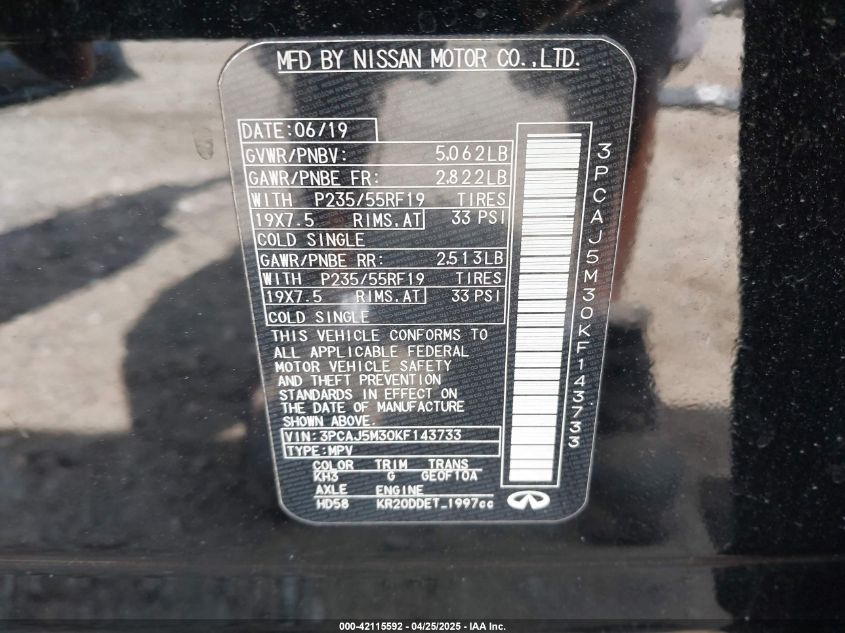 MFD BY NISSAN MOTOR CO.,LTD.
DATE:06/19
GVWR/PNBV: 5,062LB
GAWR/PNBE FR: 2,822LB
WITH P235/55RF19 TIRES
19X7.5 RIMS,AT 33 PSI
COLD SINGLE
GAWR/PNBE RR: 2,513LB
WITH P235/55RF19 TIRES
19X7.5 RIMS,AT 33 PSI
COLD SINGLE
THIS VEHICLE CONFORMS TO
ALL APPLICABLE FEDERAL
MOTOR VEHICLE SAFETY
AND THEFT PREVENTION
STANDARDS IN EFFECT ON
THE DATE OF MANUFACTURE
SHOWN ABOVE.
VIN:3PCAJ5M30KF143733
TYPE:MPV
COLOR TRIM TRANS
KH3 G GE0F10A
AXLE ENGINE
HD58 KR20DDET_1997cc
3PCAJ5M30KF143733
000-42115592 - 04/25/2025 - IAA Inc.